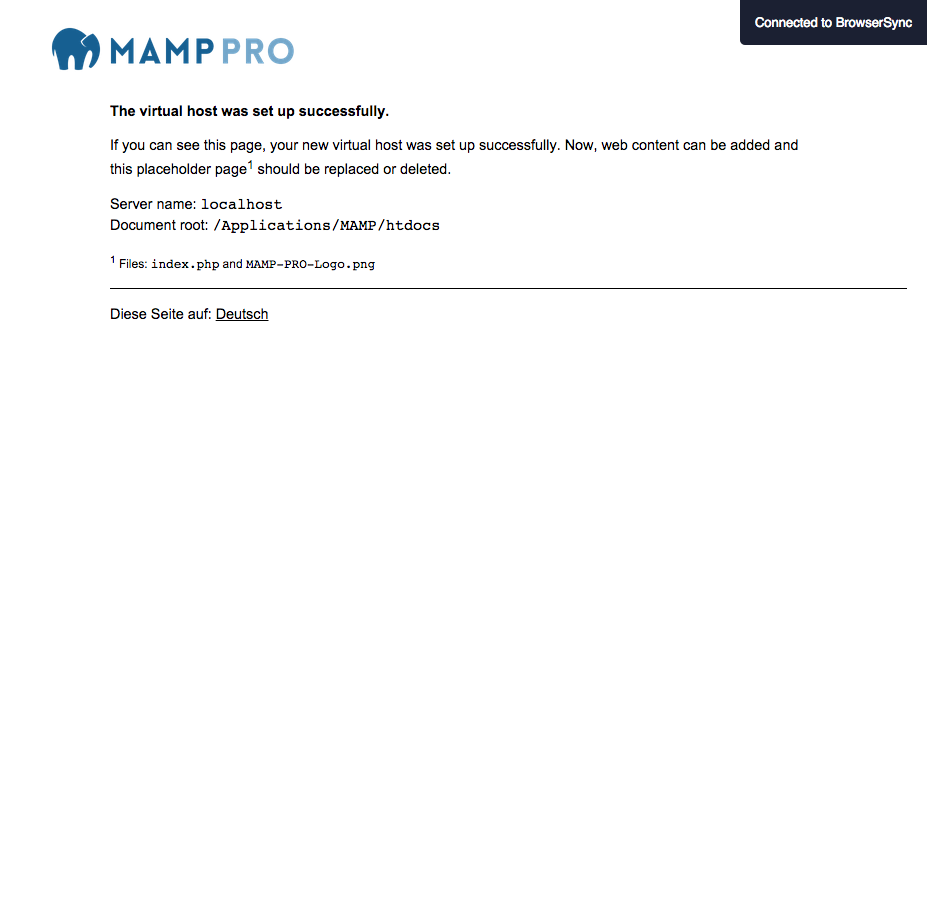 MAMP PRO
Connected to BrowserSync
The virtual host was set up successfully.
If you can see this page, your new virtual host was set up successfully. Now, web content can be added and
this placeholder page1 should be replaced or deleted.
Server name: localhost
Document root: /Applications/MAMP/htdocs
1 Files: index.php and MAMP-PRO-Logo.png
Diese Seite auf: Deutsch